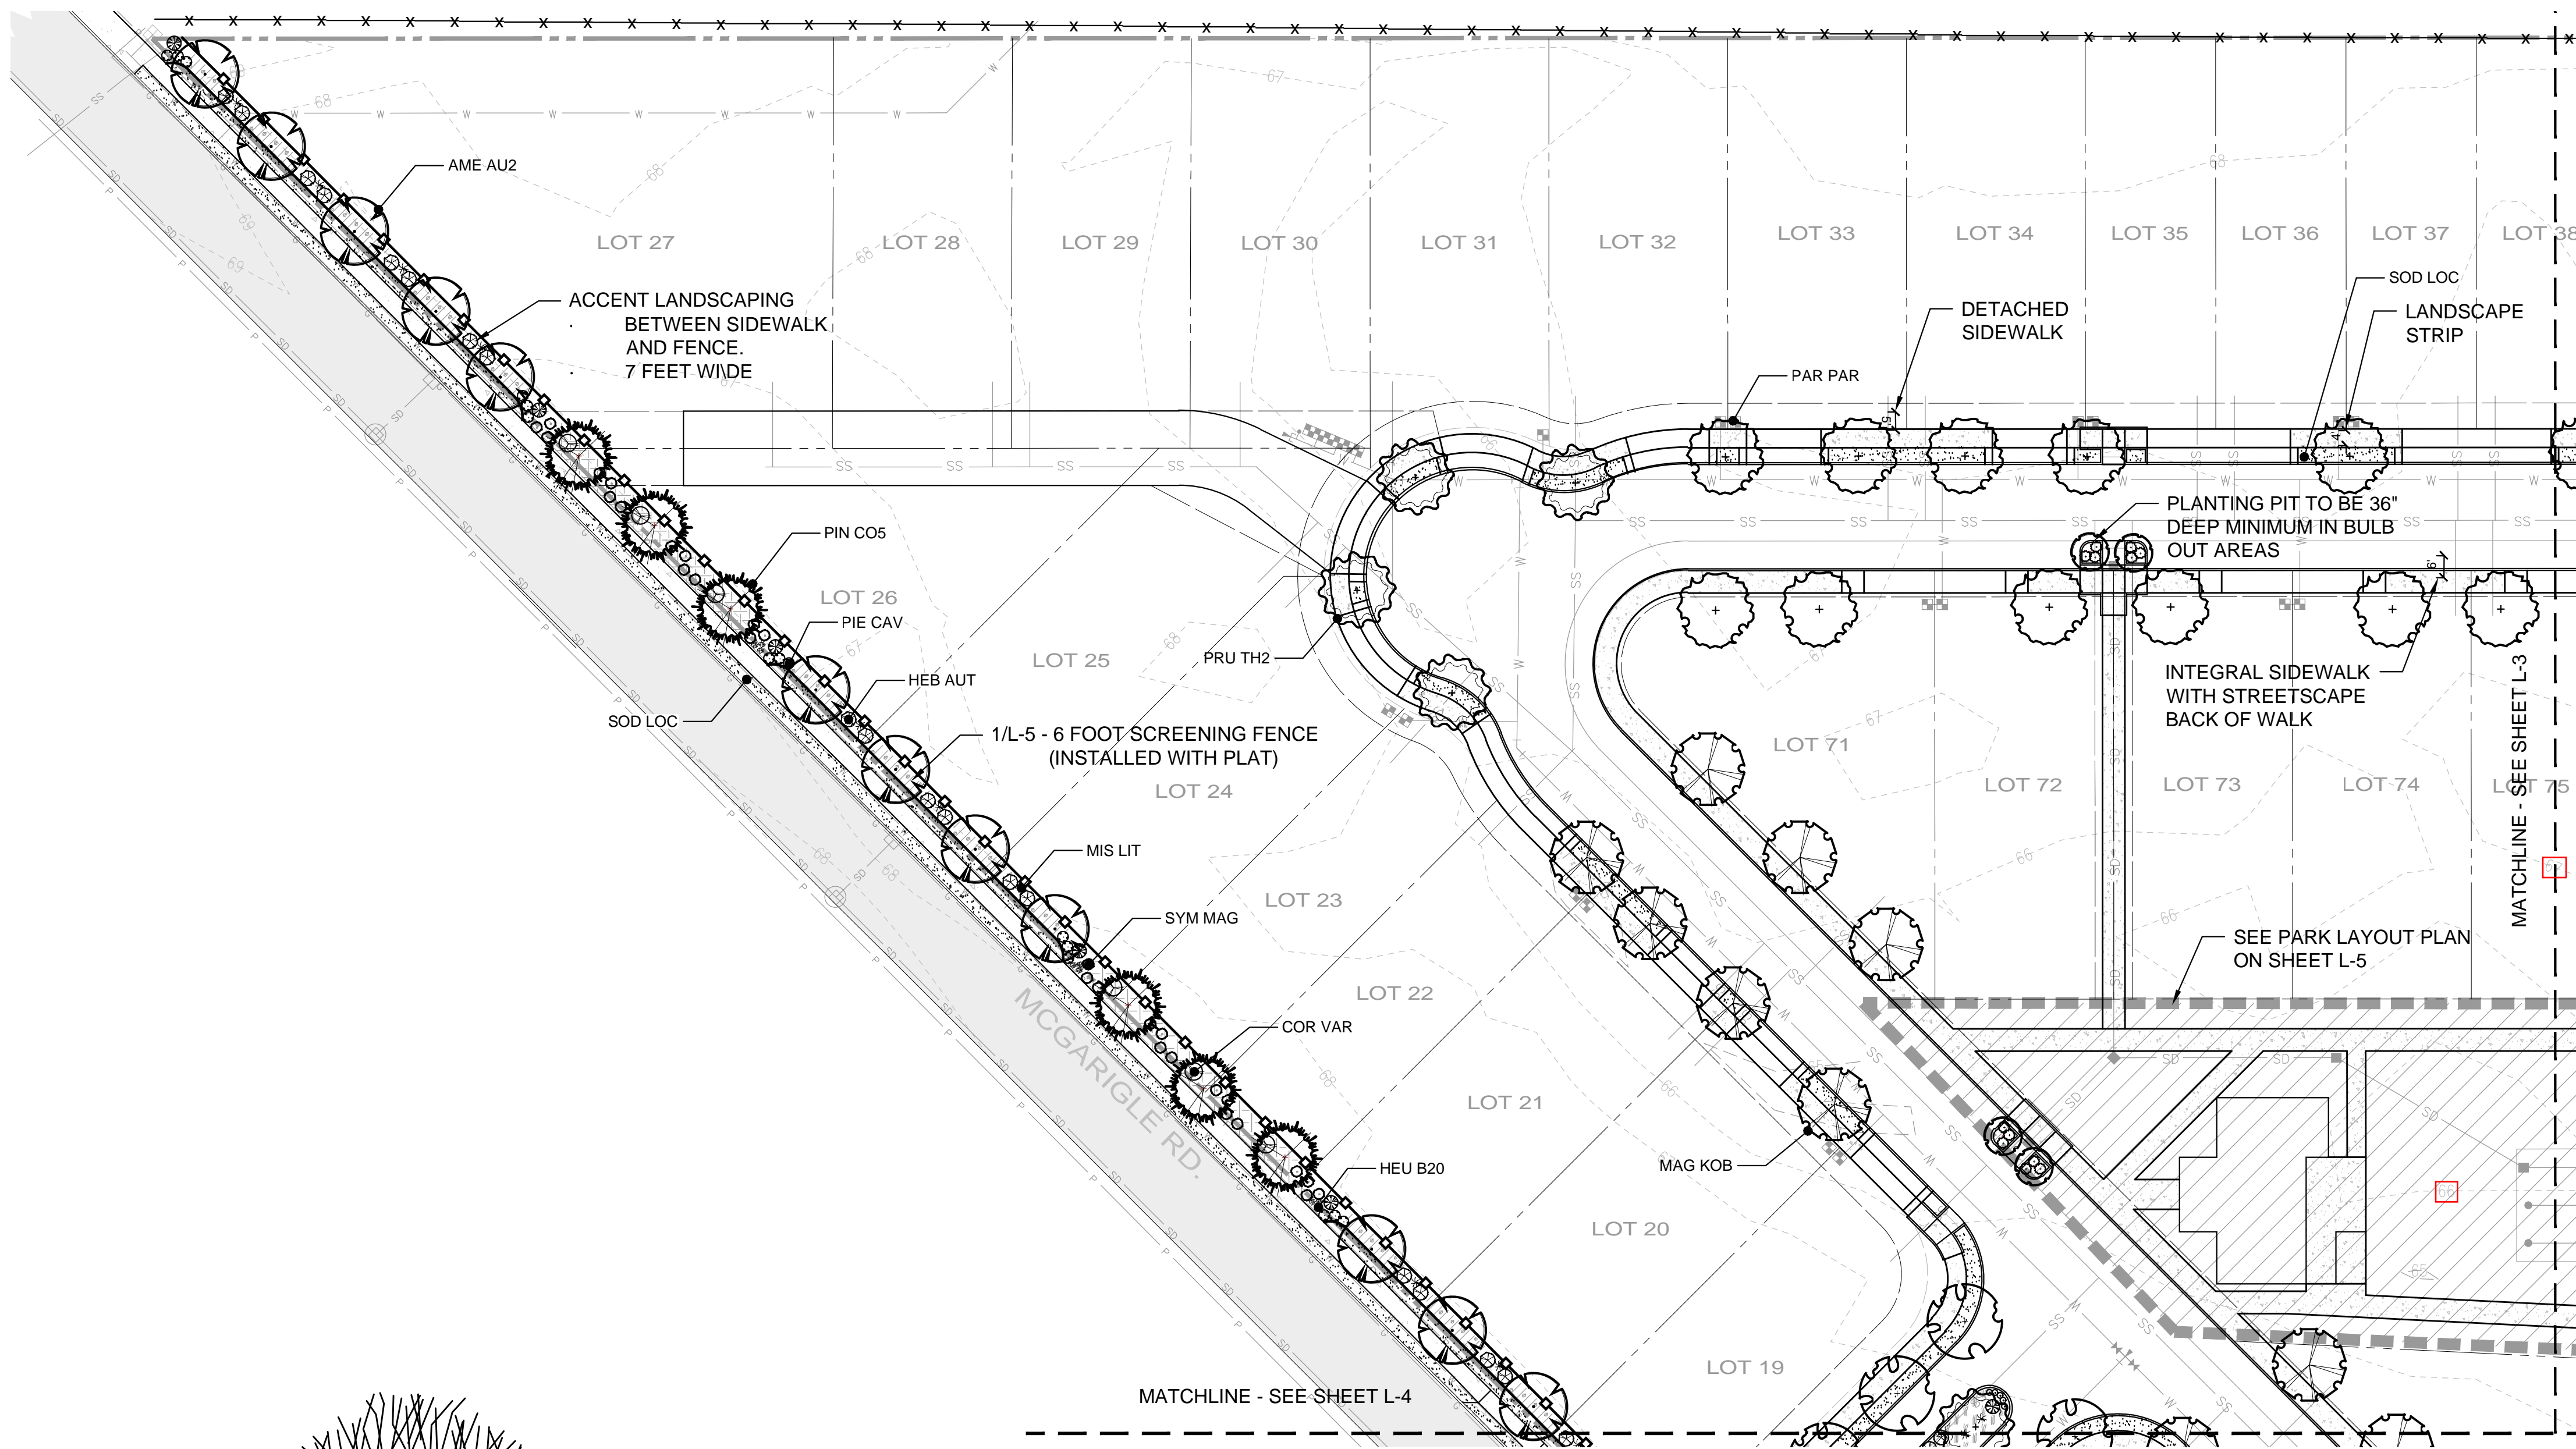 AME AU2
LOT 27
LOT 28
LOT 29
LOT 30
LOT 31
LOT 32
LOT 33
LOT 34
LOT 35
LOT 36
LOT 37
LOT 38
SOD LOC
ACCENT LANDSCAPING
· BETWEEN SIDEWALK
AND FENCE.
· 7 FEET WI\DE
DETACHED
SIDEWALK
LANDSCAPE
STRIP
PAR PAR
PLANTING PIT TO BE 36"
DEEP MINIMUM IN BULB
OUT AREAS
PIN CO5
LOT 26
PIE CAV
LOT 25
PRU TH2
HEB AUT
SOD LOC
1/L-5 - 6 FOOT SCREENING FENCE
(INSTALLED WITH PLAT)
LOT 24
INTEGRAL SIDEWALK
WITH STREETSCAPE
BACK OF WALK
LOT 71
LOT 72
LOT 73
LOT 74
LOT 75
MATCHLINE - SEE SHEET L-3
MIS LIT
LOT 23
SYM MAG
SEE PARK LAYOUT PLAN
ON SHEET L-5
LOT 22
MCGARIGLE RD.
COR VAR
LOT 21
HEU B20
MAG KOB
LOT 20
LOT 19
MATCHLINE - SEE SHEET L-4